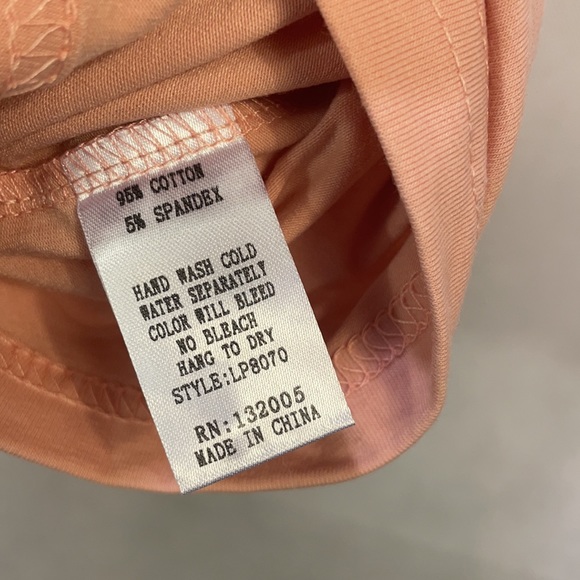 95% COTTON
5% SPANDEX
HAND WASH COLD
WATER SEPARATELY
COLOR WILL BLEED
NO BLEACH
HANG TO DRY
STYLE:LP8070
RN:132005
MADE IN CHINA